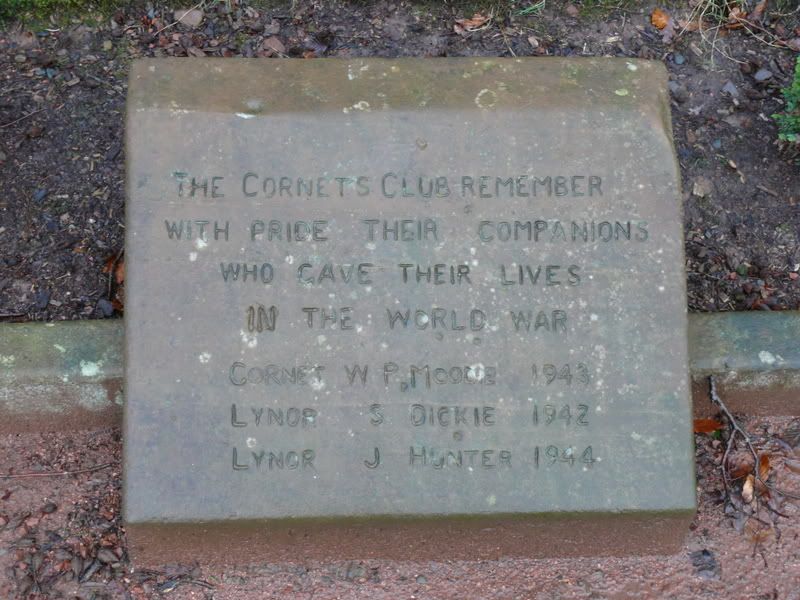 THE CORNETS CLUB REMEMBER
WITH PRIDE THEIR COMPANIONS
WHO GAVE THEIR LIVES
IN THE WORLD WAR
CORNET W P. MOODIE 1943
LYNOR S DICKIE 1942
LYNOR J HUNTER 1944